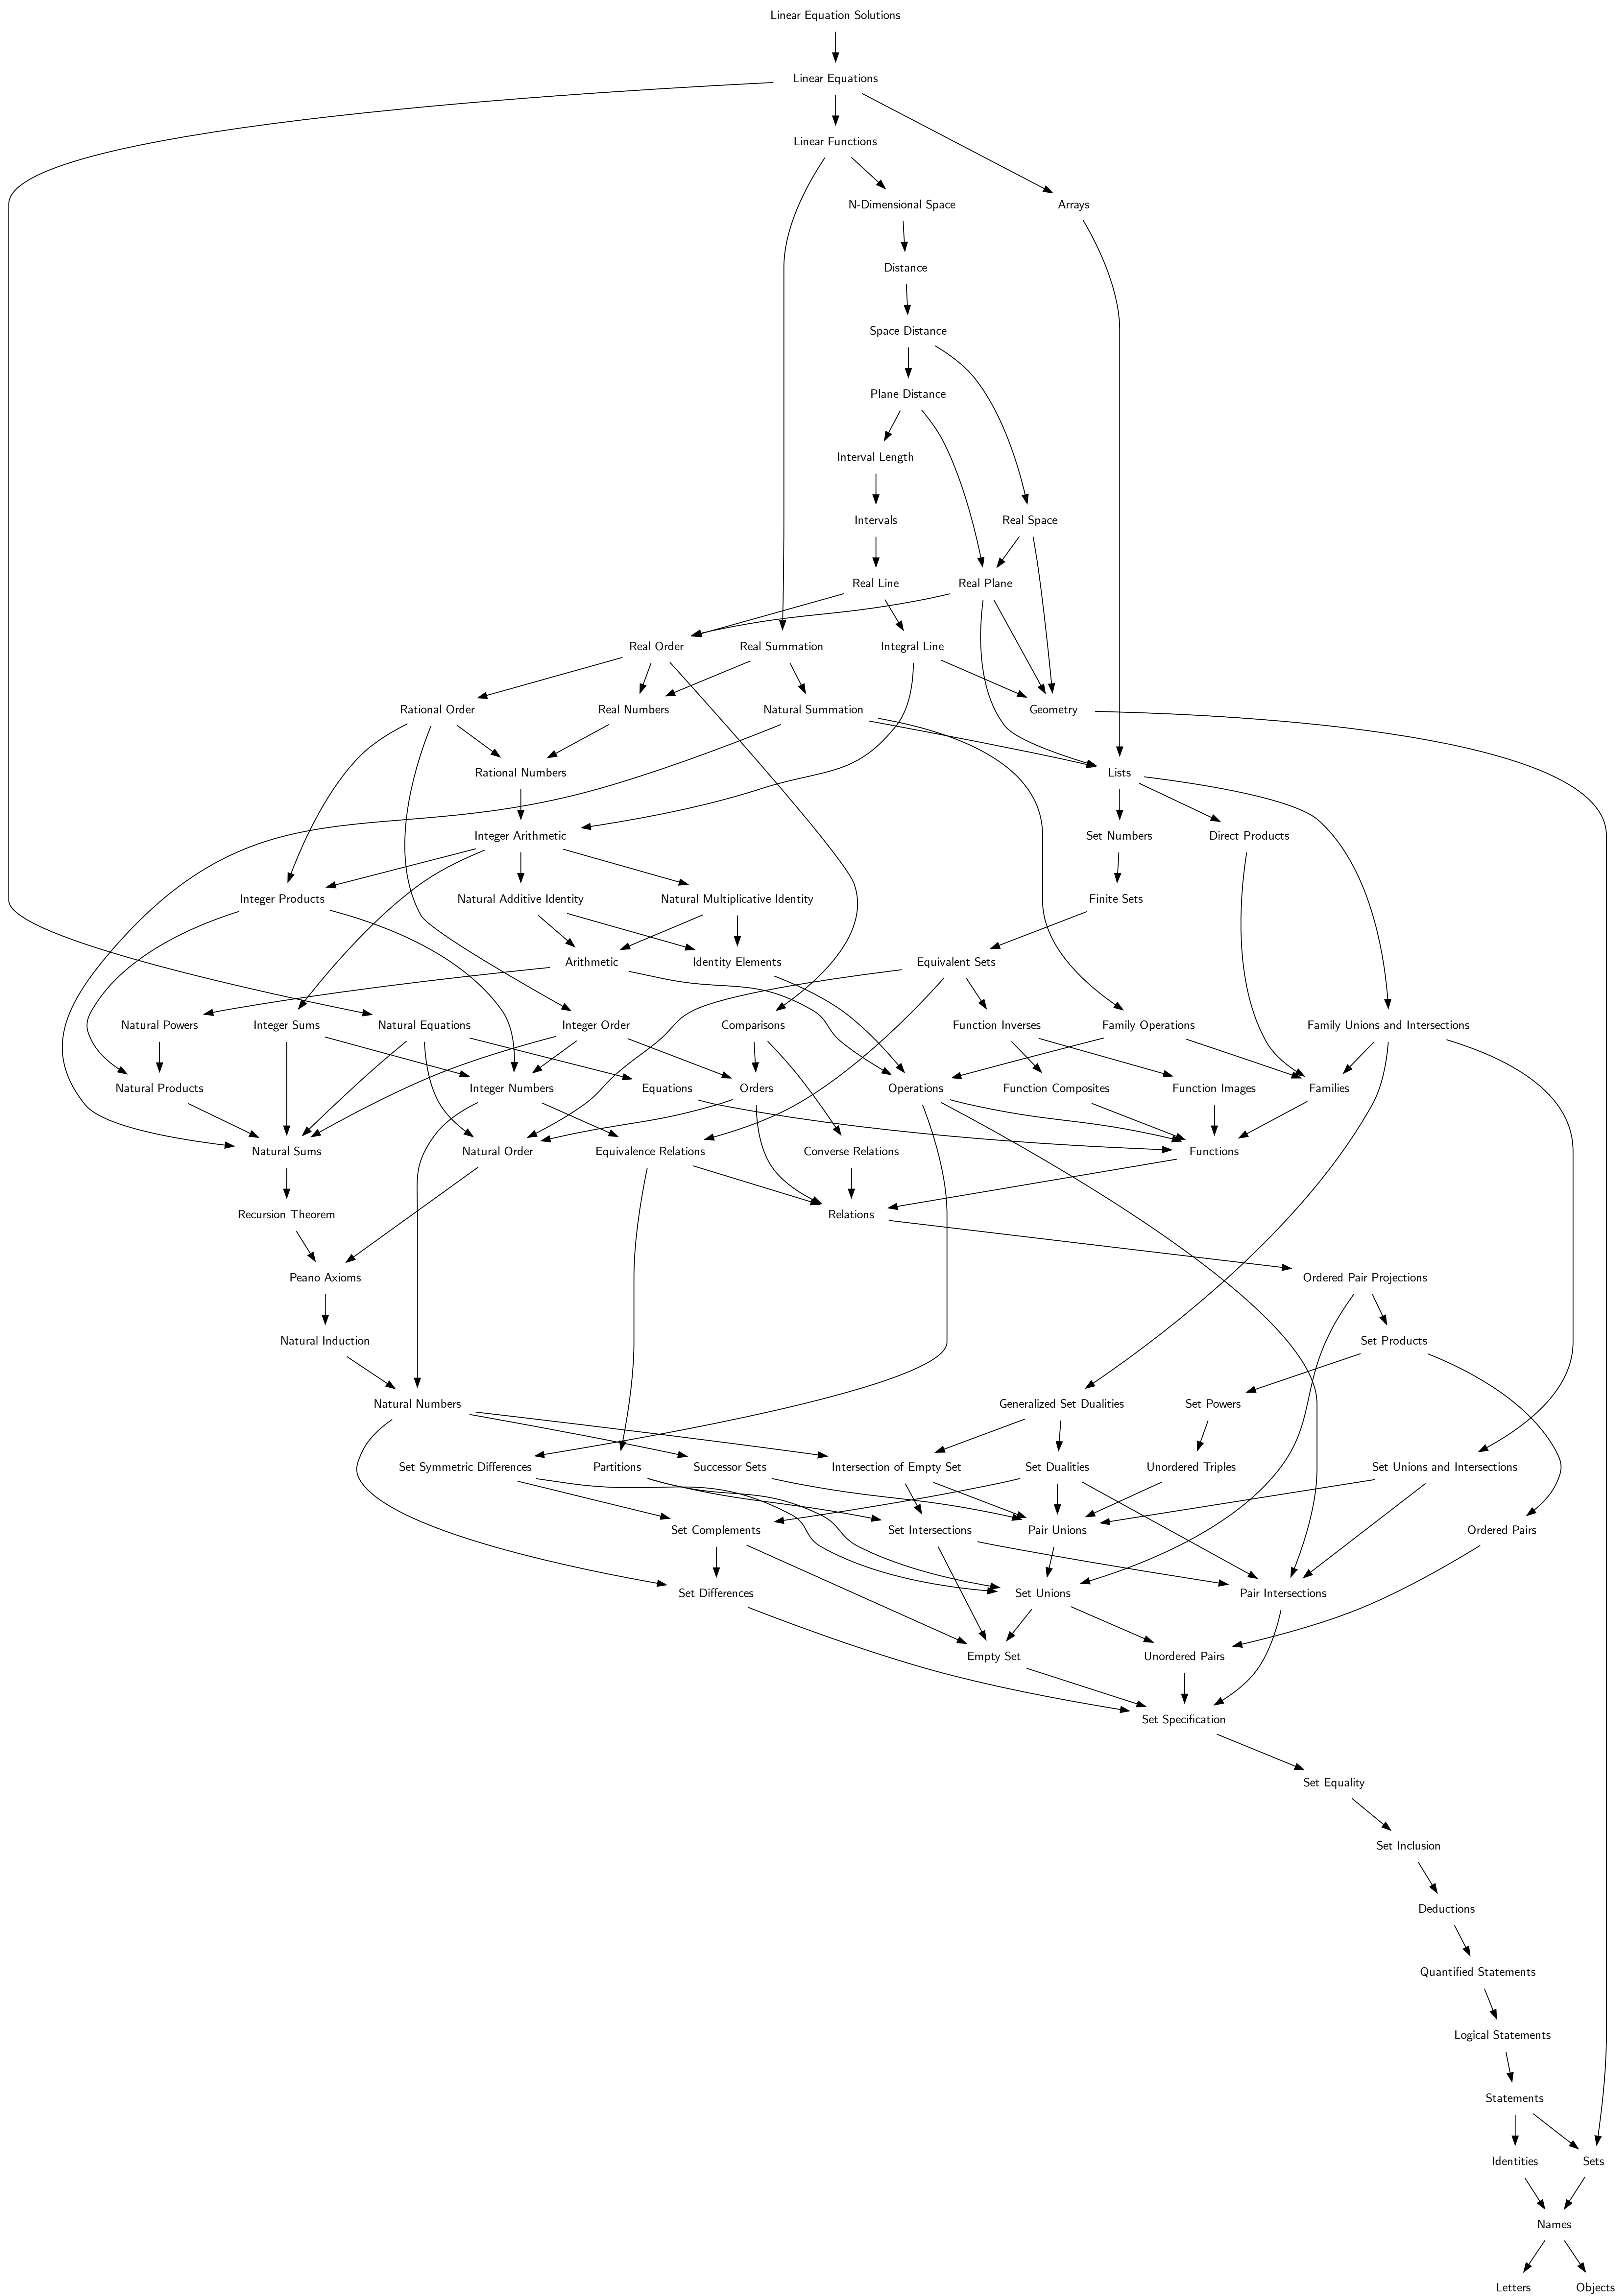 Linear Equation Solutions
Linear Equations
Linear Functions
N-Dimensional Space
Arrays
Distance
Space Distance
Plane Distance
Interval Length
Intervals
Real Space
Real Line
Real Plane
Real Order
Real Summation
Integral Line
Rational Order
Real Numbers
Natural Summation
Geometry
Rational Numbers
Lists
Integer Arithmetic
Set Numbers
Direct Products
Integer Products
Natural Additive Identity
Natural Multiplicative Identity
Finite Sets
Arithmetic
Identity Elements
Equivalent Sets
Natural Powers
Integer Sums
Natural Equations
Integer Order
Comparisons
Function Inverses
Family Operations
Family Unions and Intersections
Natural Products
Integer Numbers
Equations
Orders
Operations
Function Composites
Function Images
Families
Natural Sums
Natural Order
Equivalence Relations
Converse Relations
Functions
Recursion Theorem
Relations
Peano Axioms
Ordered Pair Projections
Natural Induction
Set Products
Natural Numbers
Generalized Set Dualities
Set Powers
Set Symmetric Differences
Partitions
Successor Sets
Intersection of Empty Set
Set Dualities
Unordered Triples
Set Unions and Intersections
Set Complements
Set Intersections
Pair Unions
Ordered Pairs
Set Differences
Set Unions
Pair Intersections
Empty Set
Unordered Pairs
Set Specification
Set Equality
Set Inclusion
Deductions
Quantified Statements
Logical Statements
Statements
Identities
Sets
Names
Letters
Objects